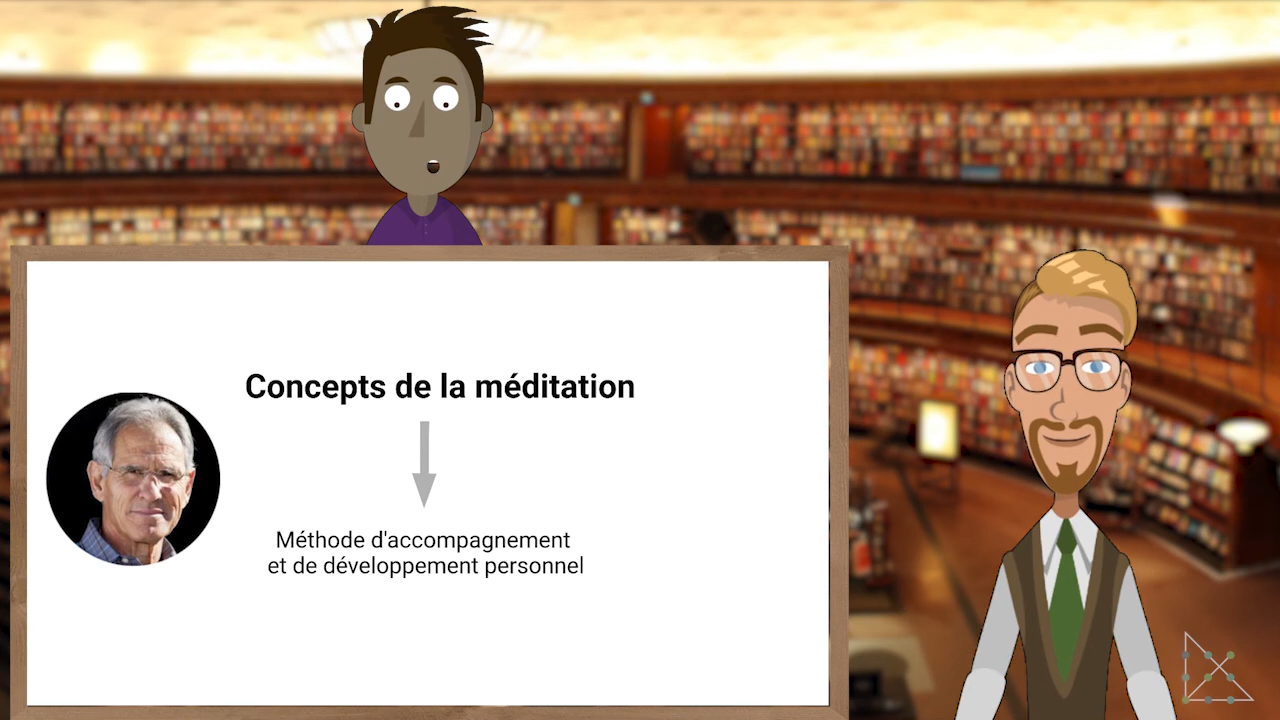 Concepts de la méditation
Méthode d'accompagnement
et de développement personnel